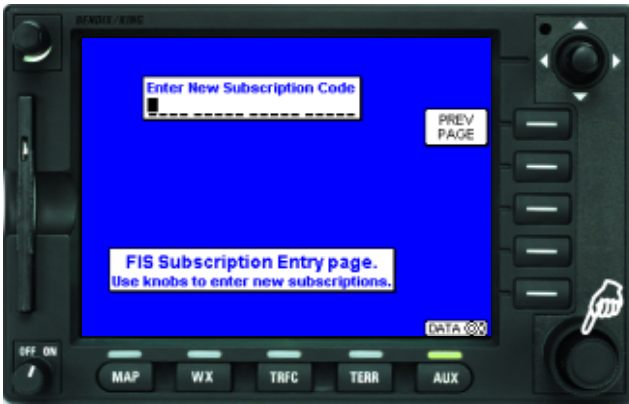 BENDIX/KING
Enter New Subscription Code
PREV
PAGE
FIS Subscription Entry page.
Use knobs to enter new subscriptions.
DATA
OFF ON
MAP
WX
TRFC
TERR
AUX